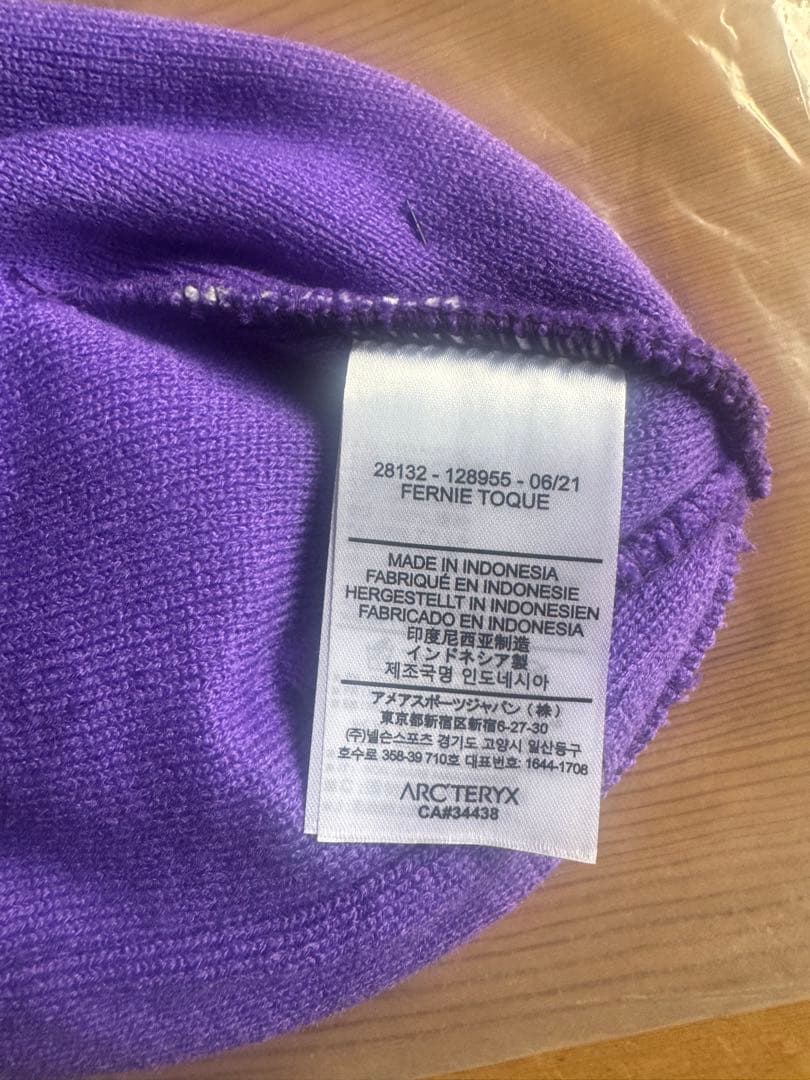 28132 - 128955 - 06/21
FERNIE TOQUE
MADE IN INDONESIA
FABRIQUÉ EN INDONESIE
HERGESTELLT IN INDONESIEN
FABRICADO EN INDONESIA
印度尼西亚制造
インドネシア製
제조국명 인도네시아
アメアスポーツジャパン（株）
東京都新宿区新宿6-27-30
(주)넬슨스포츠 경기도 고양시 일산동구
호수로 358-39 710호 대표번호: 1644-1708
ARC'TERYX
CA#34438